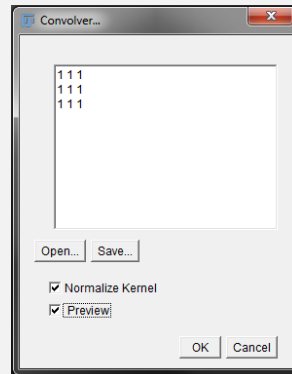 Convolver...
1 1 1
1 1 1
1 1 1
Open... Save...
Normalize Kernel
Preview
OK Cancel